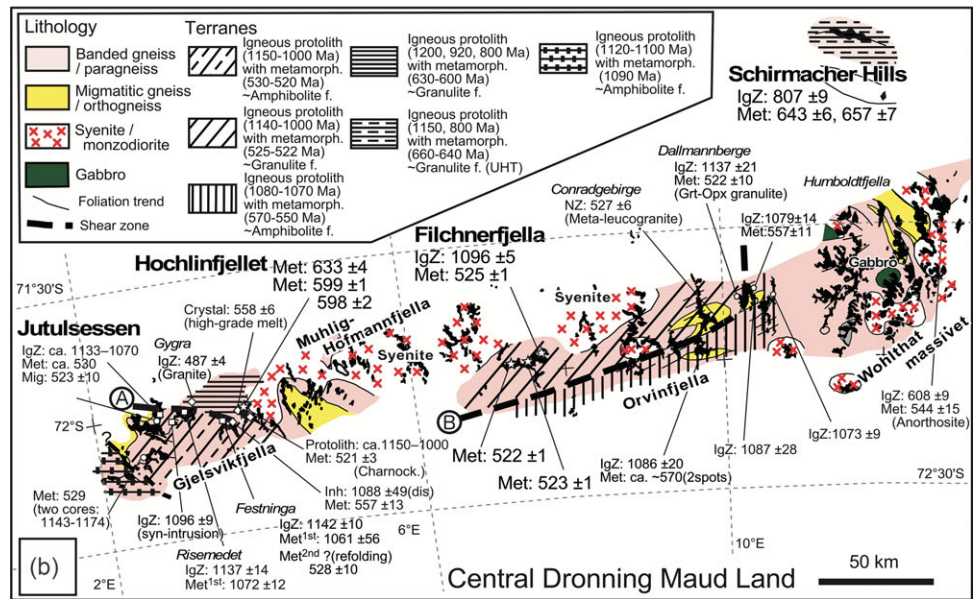 Lithology
Banded gneiss
/ paragneiss
Migmatitic gneiss
/ orthogneiss
Syenite /
monzodiorite
Gabbro
Foliation trend
Shear zone
Terranes
Igneous protolith
(1150-1000 Ma)
with metamorph.
(530-520 Ma)
~Amphibolite f.
Igneous protolith
(1140-1000 Ma)
with metamorph.
(525-522 Ma)
~Granulite f.
Igneous protolith
(1080-1070 Ma)
with metamorph.
(570-550 Ma)
~Amphibolite f.
Igneous protolith
(1200, 920, 800 Ma)
with metamorph.
(630-600 Ma)
~Granulite f.
Igneous protolith
(1150, 800 Ma)
with metamorph.
(660-640 Ma)
~Granulite f. (UHT)
Igneous protolith
(1120-1100 Ma)
with metamorph.
(1090 Ma)
~Amphibolite f.
Schirmacher Hills
IgZ: 807 ±9
Met: 643 ±6, 657 ±7
Dallmannberge
IgZ: 1137 ±21
Met: 522 ±10
(Grt-Opx granulite)
Humboldtfjella
Conradgebirge
NZ: 527 ±6
(Meta-leucogranite)
IgZ:1079±14
Met:557±11
Filchnerfjella
IgZ: 1096 ±5
Met: 525 ±1
Hochlinfjellet
Met: 633 ±4
599 ±1
598 ±2
71°30'S
Jutulsessen
IgZ: ca. 1133–1070
Met: ca. 530
Mig: 523 ±10
Crystal: 558 ±6
(high-grade melt)
Gygra
IgZ: 487 ±4
(Granite)
Muhlig-
Hofmannfjella
Syenite
Syenite
Gabbro
Wohlthat
massivet
A
B
72°S
?
Gjelsvikfjella
Orvinfjella
Protolith: ca.1150–1000
Met: 521 ±3
(Charnock.)
Inh: 1088 ±49(dis)
Met: 557 ±13
Met: 522 ±1
Met: 523 ±1
IgZ: 1086 ±20
Met: ca. ~570(2spots)
IgZ: 1087 ±28
IgZ:1073 ±9
IgZ: 608 ±9
Met: 544 ±15
(Anorthosite)
72°30'S
Met: 529
(two cores:
1143-1174)
IgZ: 1096 ±9
(syn-intrusion)
Risemedet
IgZ: 1137 ±14
Met1st: 1072 ±12
Festninga
IgZ: 1142 ±10
Met1st: 1061 ±56
Met2nd ?(refolding)
528 ±10
2°E
6°E
10°E
(b)
Central Dronning Maud Land
50 km